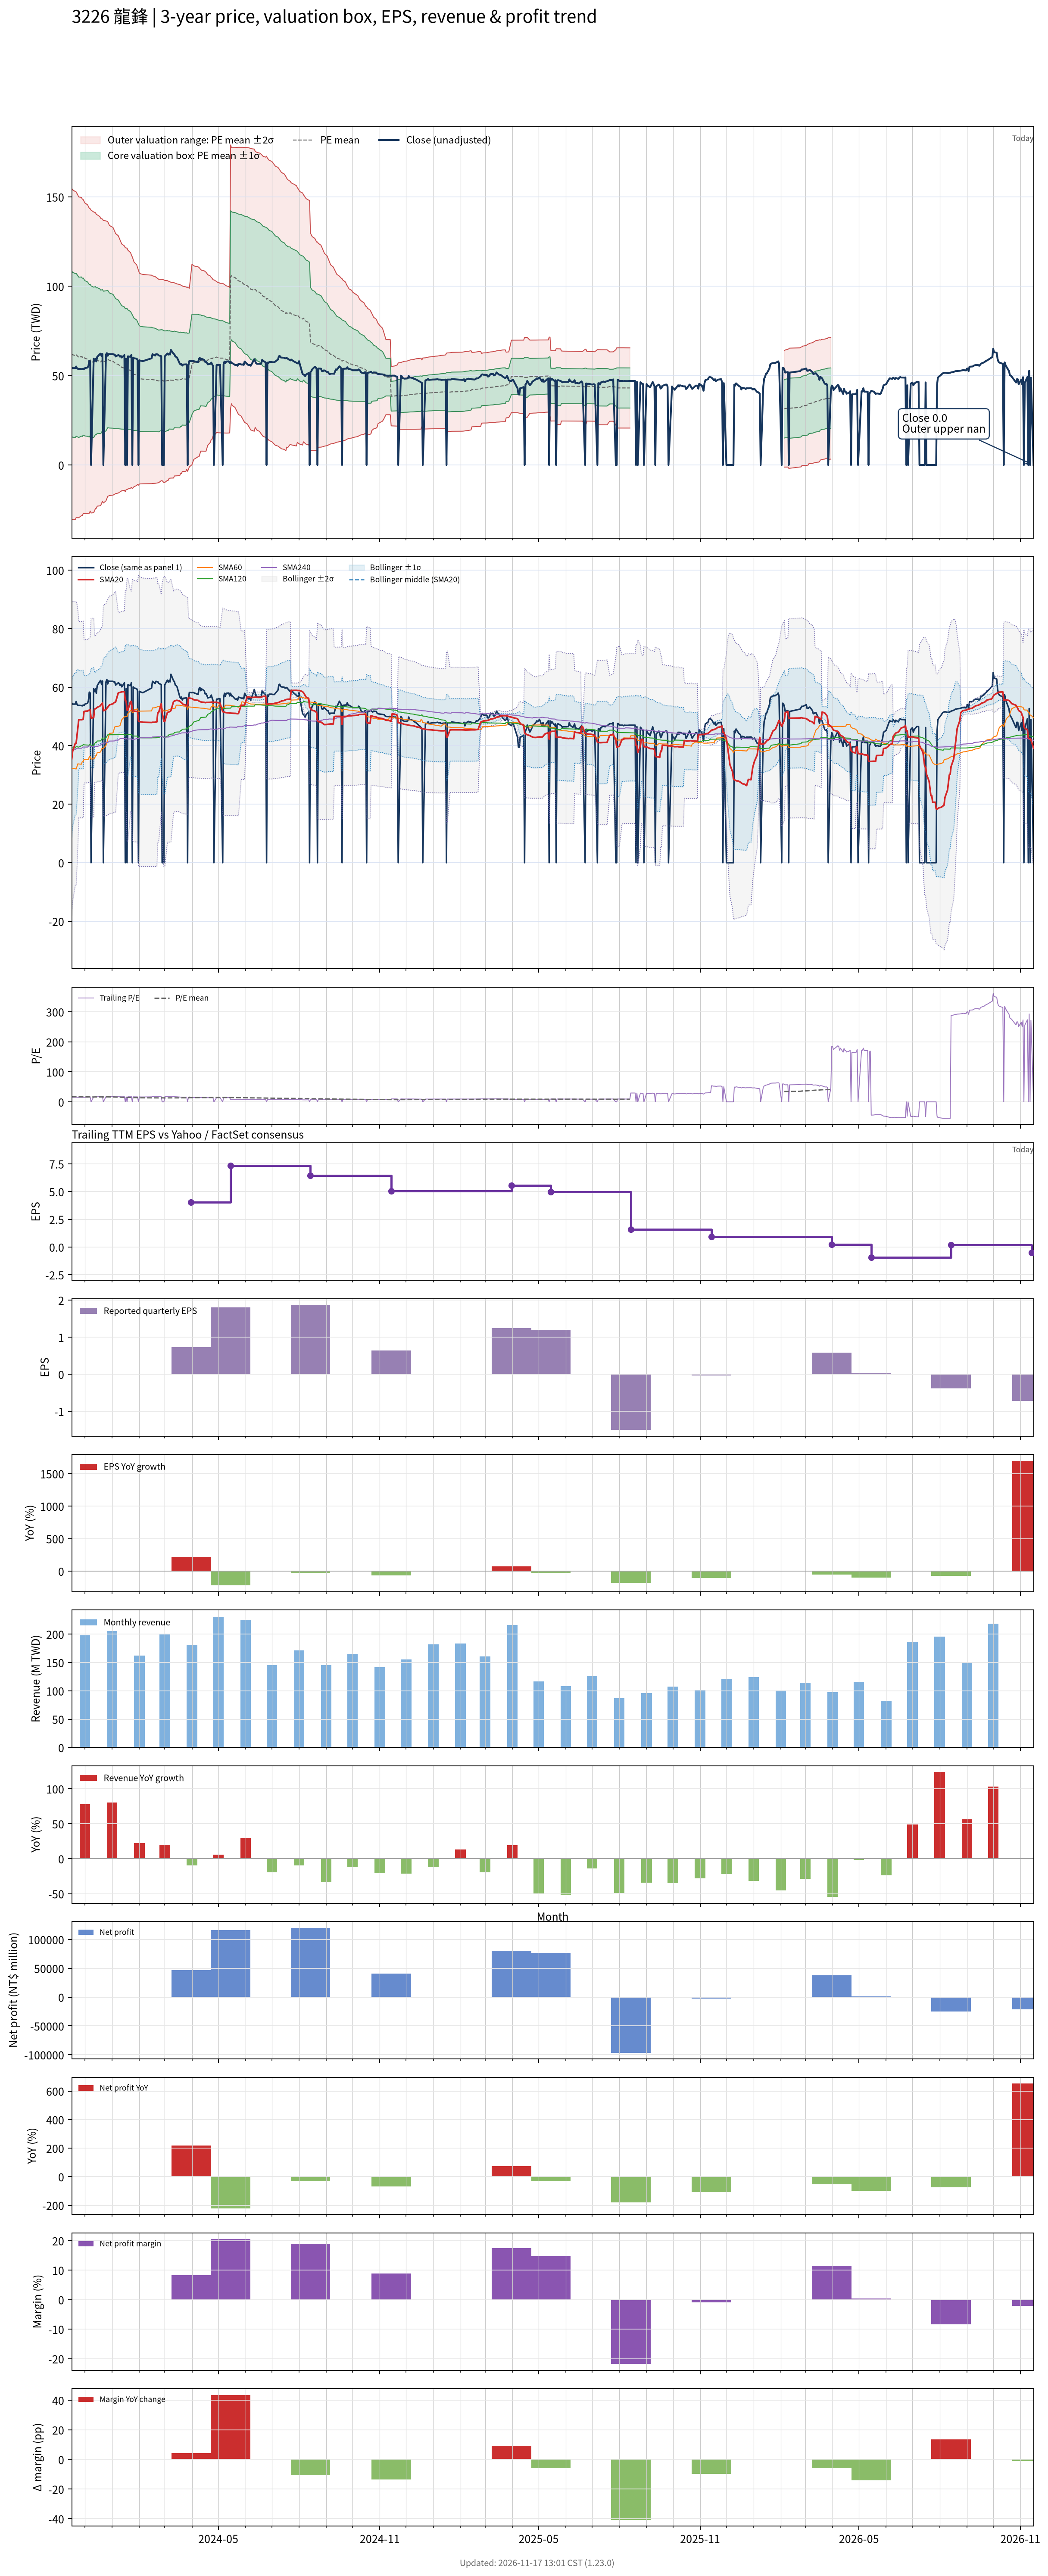 3226 龍鋒 | 3-year price, valuation box, EPS, revenue & profit trend
Outer valuation range: PE mean ±2σ
PE mean
Close (unadjusted)
Core valuation box: PE mean ±1σ
Today
Price (TWD)
150
100
50
0
Close 0.0
Outer upper nan
Close (same as panel 1)
SMA20
SMA60
SMA120
SMA240
Bollinger ±2σ
Bollinger ±1σ
Bollinger middle (SMA20)
Price
100
80
60
40
20
0
-20
Trailing P/E
P/E mean
P/E
300
200
100
0
Trailing TTM EPS vs Yahoo / FactSet consensus
Today
EPS
7.5
5.0
2.5
0.0
-2.5
Reported quarterly EPS
EPS
2
1
0
-1
EPS YoY growth
YoY (%)
1500
1000
500
0
Monthly revenue
Revenue (M TWD)
200
150
100
50
0
Revenue YoY growth
YoY (%)
100
50
0
-50
Month
Net profit
Net profit (NT$ million)
100000
50000
0
-50000
-100000
Net profit YoY
YoY (%)
600
400
200
0
-200
Net profit margin
Margin (%)
20
10
0
-10
-20
Margin YoY change
Δ margin (pp)
40
20
0
-20
-40
2024-05
2024-11
2025-05
2025-11
2026-05
2026-11
Updated: 2026-11-17 13:01 CST (1.23.0)